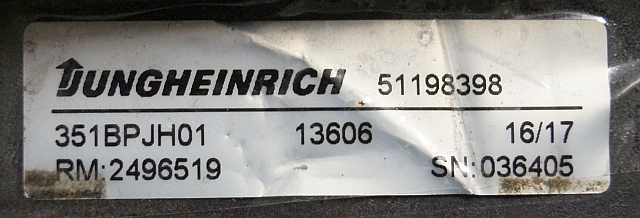 JUNGHEINRICH 51198398
351BPJH01 13606 16/17
RM:2496519 SN:036405